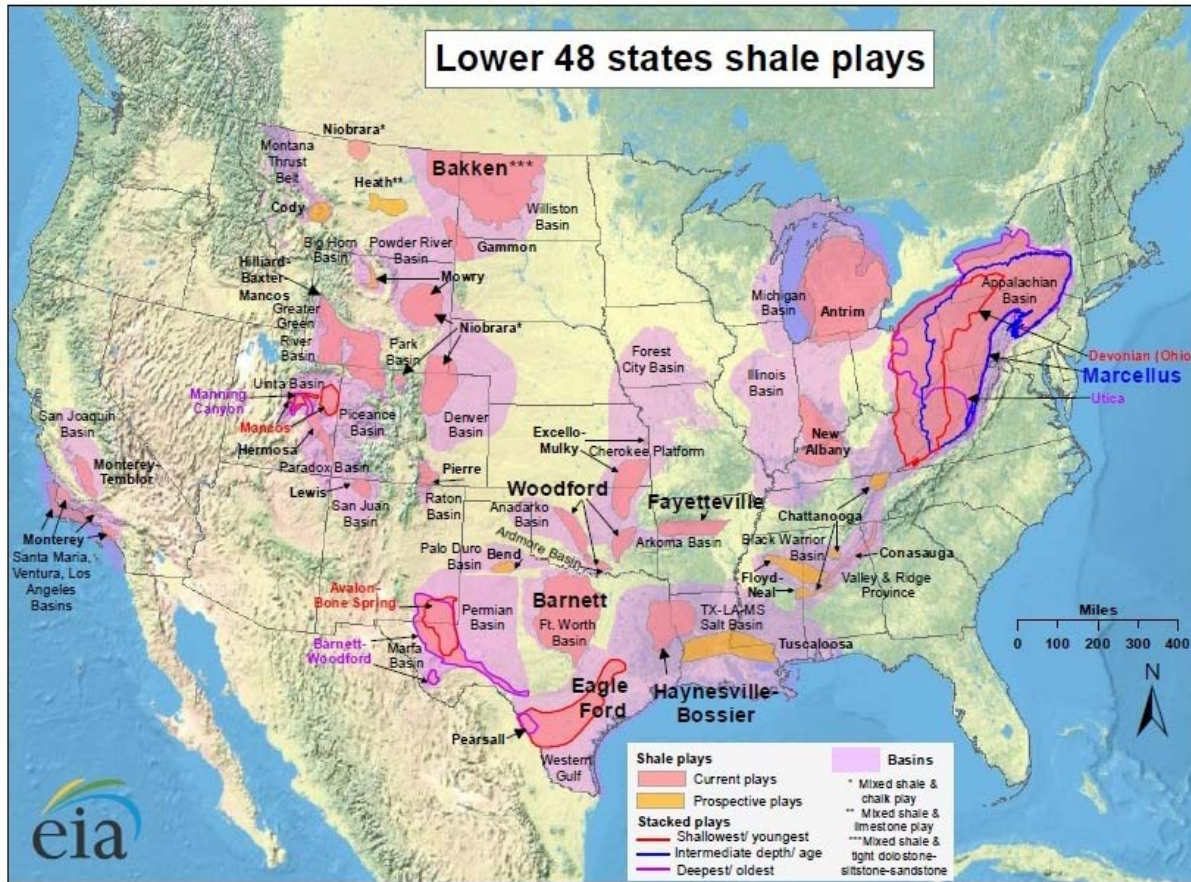 Lower 48 states shale plays
Montana
Thrust
Belt
Niobrara*
Bakken***
Heath**
Cody
Williston
Basin
Big Horn
Basin
Powder River
Basin
Gammon
Hilliard-
Baxter-
Mancos
Mowry
Greater
Green
River
Basin
Niobrara*
Park
Basin
Uinta Basin
Manning
Canyon
Mancos
Piceance
Basin
Denver
Basin
Hermosa
Paradox Basin
Lewis
San Juan
Basin
Pierre
Raton
Basin
San Joaquin
Basin
Monterey-
Temblor
Monterey
Santa Maria,
Ventura, Los
Angeles
Basins
Forest
City Basin
Excello-
Mulky
Cherokee Platform
Woodford
Anadarko
Basin
Ardmore Basin
Arkoma Basin
Fayetteville
Palo Duro
Basin
Bend
Avalon-
Bone Spring
Permian
Basin
Barnett-
Woodford
Marfa
Basin
Barnett
Ft. Worth
Basin
Eagle
Ford
Pearsall
Western
Gulf
Haynesville-
Bossier
TX-LA-MS
Salt Basin
Tuscaloosa
Michigan
Basin
Antrim
Illinois
Basin
New
Albany
Appalachian
Basin
Devonian (Ohio
Marcellus
Utica
Chattanooga
Black Warrior
Basin
Conasauga
Floyd-
Neal
Valley & Ridge
Province
Miles
0 100 200 300 400
N
Shale plays
Current plays
Prospective plays
Stacked plays
Shallowest/ youngest
Intermediate depth/ age
Deepest/ oldest
Basins
* Mixed shale &
chalk play
** Mixed shale &
limestone play
***Mixed shale &
tight dolostone-
siltstone-sandstone
eia